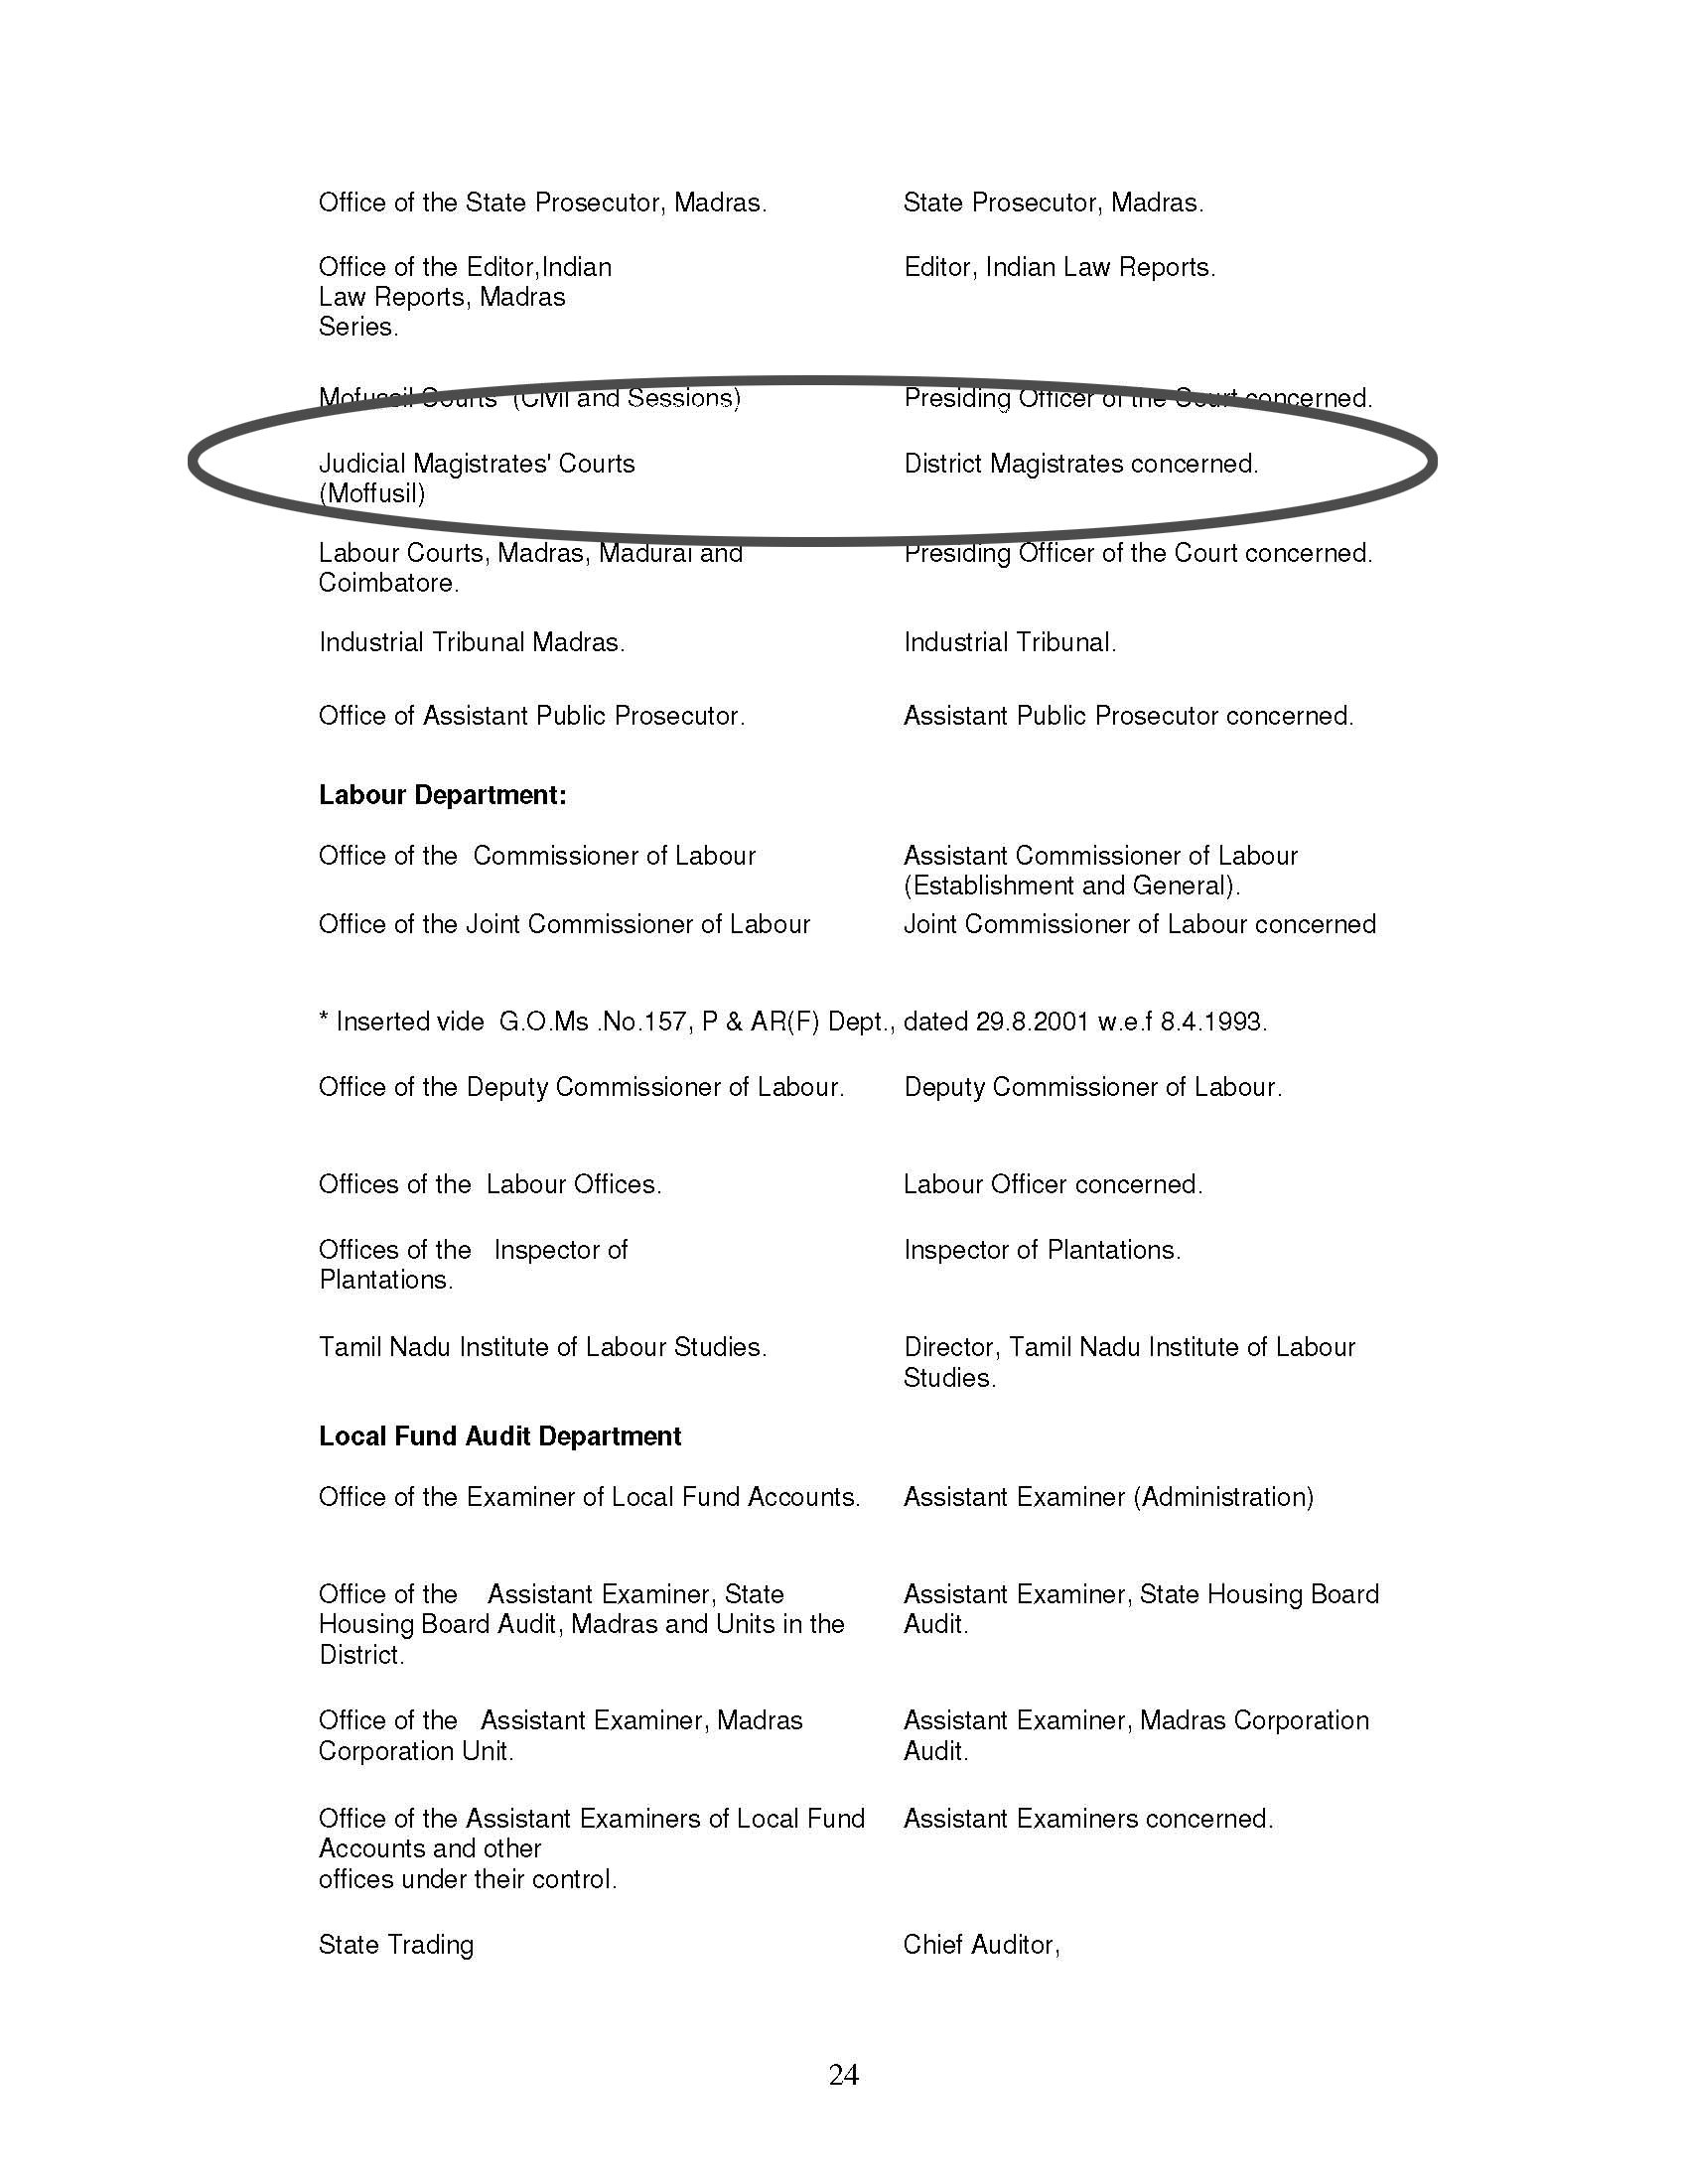 Office of the State Prosecutor, Madras. State Prosecutor, Madras.
Office of the Editor,Indian Editor, Indian Law Reports.
Law Reports, Madras
Series.
Mofussil Courts (Civil and Sessions) Presiding Officer of the Court concerned.
Judicial Magistrates' Courts District Magistrates concerned.
(Moffusil)
Labour Courts, Madras, Madurai and Presiding Officer of the Court concerned.
Coimbatore.
Industrial Tribunal Madras. Industrial Tribunal.
Office of Assistant Public Prosecutor. Assistant Public Prosecutor concerned.
Labour Department:
Office of the Commissioner of Labour Assistant Commissioner of Labour
(Establishment and General).
Office of the Joint Commissioner of Labour Joint Commissioner of Labour concerned
* Inserted vide G.O.Ms .No.157, P & AR(F) Dept., dated 29.8.2001 w.e.f 8.4.1993.
Office of the Deputy Commissioner of Labour. Deputy Commissioner of Labour.
Offices of the Labour Offices. Labour Officer concerned.
Offices of the Inspector of Inspector of Plantations.
Plantations.
Tamil Nadu Institute of Labour Studies. Director, Tamil Nadu Institute of Labour
Studies.
Local Fund Audit Department
Office of the Examiner of Local Fund Accounts. Assistant Examiner (Administration)
Office of the Assistant Examiner, State Assistant Examiner, State Housing Board
Housing Board Audit, Madras and Units in the Audit.
District.
Office of the Assistant Examiner, Madras Assistant Examiner, Madras Corporation
Corporation Unit. Audit.
Office of the Assistant Examiners of Local Fund Assistant Examiners concerned.
Accounts and other
offices under their control.
State Trading Chief Auditor,
24